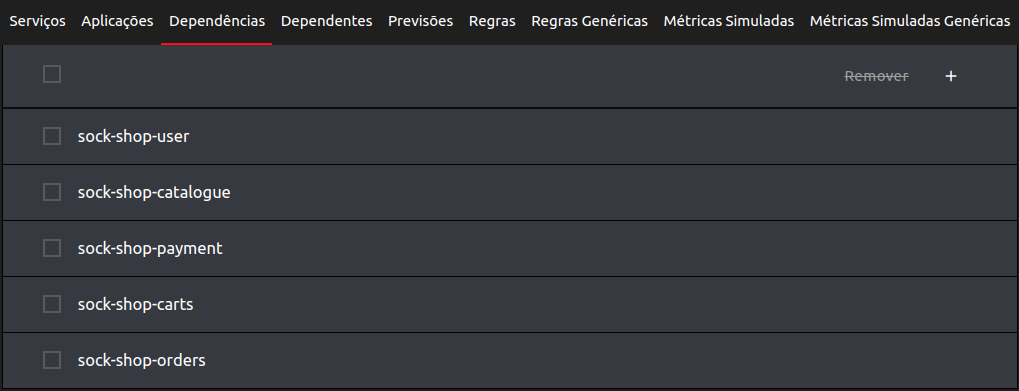 Serviços Aplicações Dependências Dependentes Previsões Regras Regras Genéricas Métricas Simuladas Métricas Simuladas Genéricas
Remover +
sock-shop-user
sock-shop-catalogue
sock-shop-payment
sock-shop-carts
sock-shop-orders